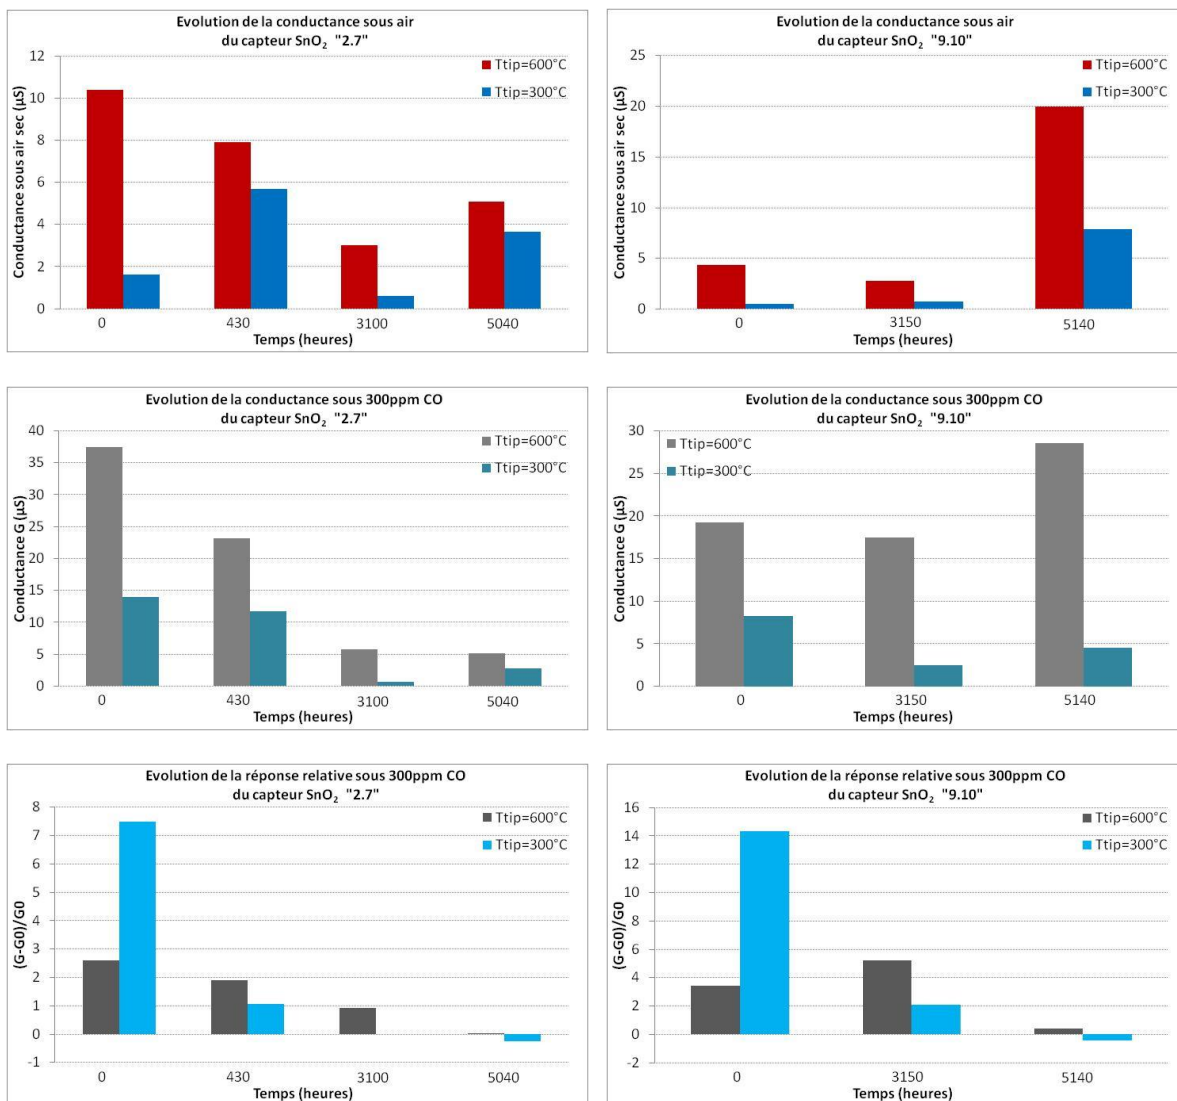 Evolution de la conductance sous air
du capteur SnO₂ "2.7"
Conductance sous air sec (µS)
12
10
8
6
4
2
0
Ttip=600°C
Ttip=300°C
0 430 3100 5040
Temps (heures)
Evolution de la conductance sous air
du capteur SnO₂ "9.10"
Conductance sous air sec (µS)
25
20
15
10
5
0
Ttip=600°C
Ttip=300°C
0 3150 5140
Temps (heures)
Evolution de la conductance sous 300ppm CO
du capteur SnO₂ "2.7"
Conductance G (µS)
40
35
30
25
20
15
10
5
0
Ttip=600°C
Ttip=300°C
0 430 3100 5040
Temps (heures)
Evolution de la conductance sous 300ppm CO
du capteur SnO₂ "9.10"
Conductance G (µS)
30
25
20
15
10
5
0
Ttip=600°C
Ttip=300°C
0 3150 5140
Temps (heures)
Evolution de la réponse relative sous 300ppm CO
du capteur SnO₂ "2.7"
(G-G0)/G0
8
7
6
5
4
3
2
1
0
-1
Ttip=600°C
Ttip=300°C
0 430 3100 5040
Temps (heures)
Evolution de la réponse relative sous 300ppm CO
du capteur SnO₂ "9.10"
(G-G0)/G0
16
14
12
10
8
6
4
2
0
-2
Ttip=600°C
Ttip=300°C
0 3150 5140
Temps (heures)